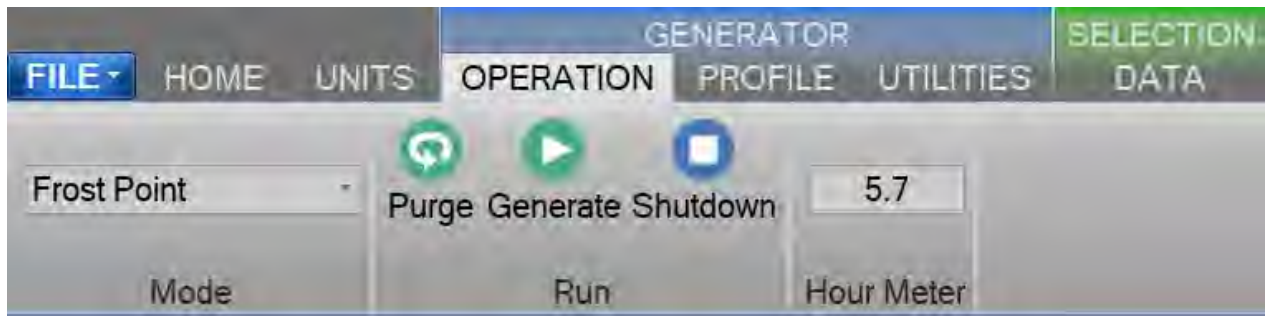 GENERATOR SELECTION
FILE HOME UNITS OPERATION PROFILE UTILITIES DATA
Frost Point 5.7
Purge Generate Shutdown
Mode Run Hour Meter